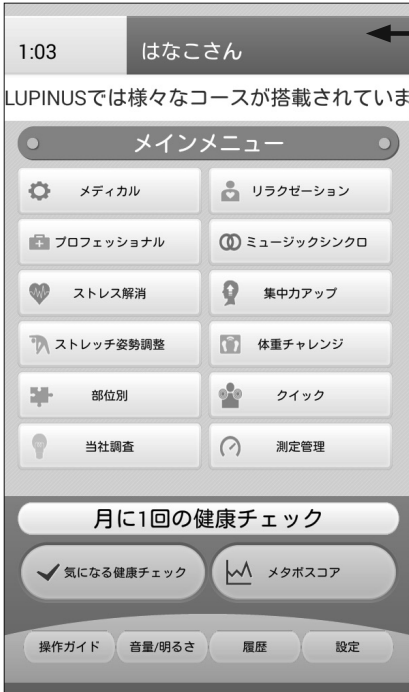 1:03 はなこさん
LUPINUSでは様々なコースが搭載されていま
メインメニュー
メディカル リラクゼーション
プロフェッショナル ミュージックシンクロ
ストレス解消 集中力アップ
ストレッチ姿勢調整 体重チャレンジ
部位別 クイック
当社調査 測定管理
月に1回の健康チェック
気になる健康チェック メタボスコア
操作ガイド 音量/明るさ 履歴 設定